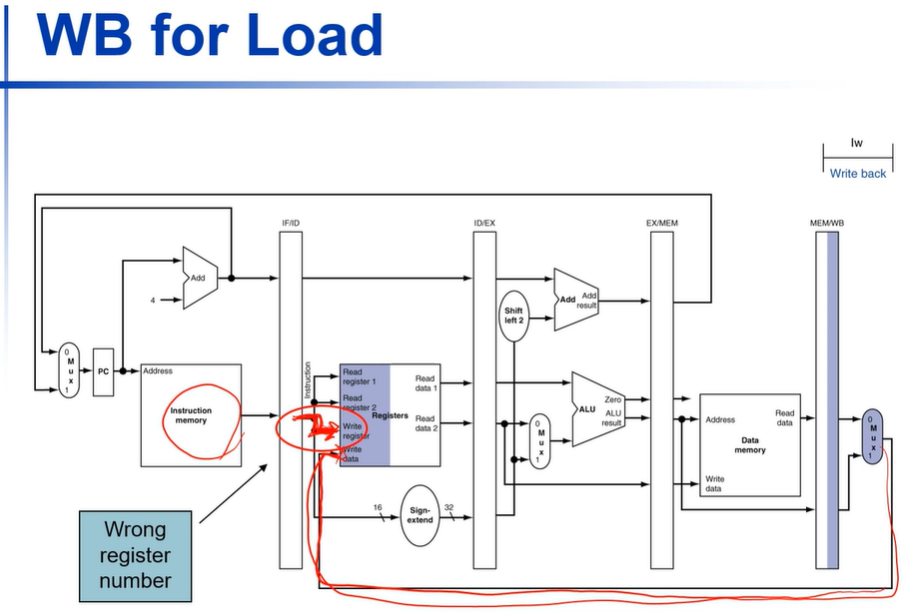 WB for Load
lw
Write back
IF/ID
ID/EX
EX/MEM
MEM/WB
Add
4
Add
Add
result
Shift
left 2
0
M
u
x
1
PC
Address
Instruction
memory
Instruction
Read
register 1
Read
register 2
Registers
Write
register
Write
data
Read
data 1
Read
data 2
0
M
u
x
1
Zero
ALU
ALU
result
Address
Read
data
Data
memory
Write
data
0
M
u
x
1
16
Sign-
extend
32
Wrong
register
number